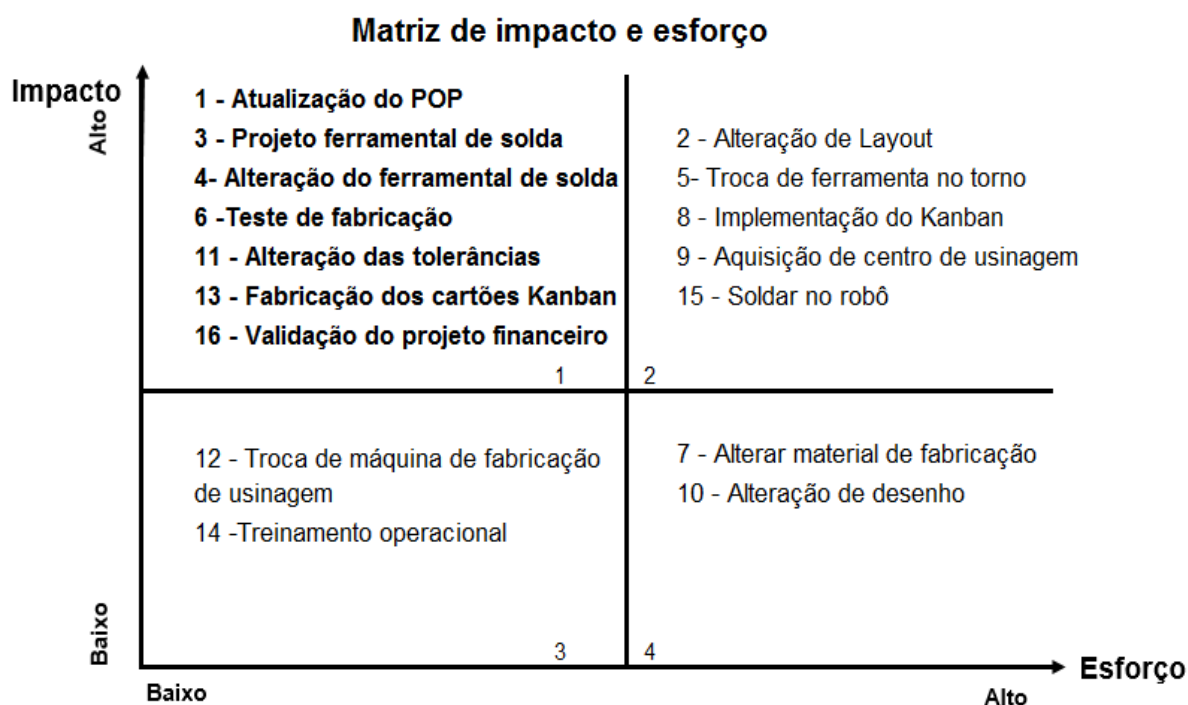 Matriz de impacto e esforço
Impacto
Alto
1 - Atualização do POP
3 - Projeto ferramental de solda
4- Alteração do ferramental de solda
6 -Teste de fabricação
11 - Alteração das tolerâncias
13 - Fabricação dos cartões Kanban
16 - Validação do projeto financeiro
1
2 - Alteração de Layout
5- Troca de ferramenta no torno
8 - Implementação do Kanban
9 - Aquisição de centro de usinagem
15 - Soldar no robô
2
12 - Troca de máquina de fabricação
de usinagem
14 -Treinamento operacional
3
7 - Alterar material de fabricação
10 - Alteração de desenho
4
Baixo
Esforço
Baixo
Alto